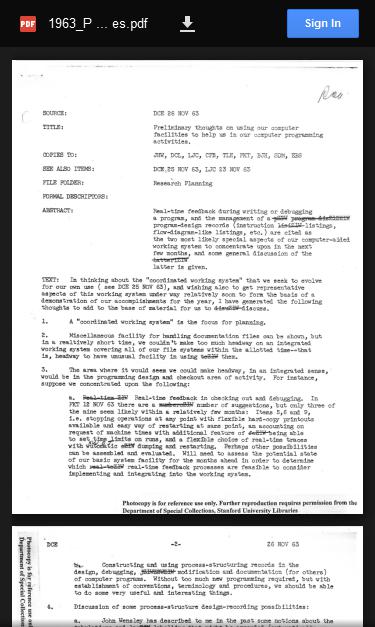 PDF 1963_P ... es.pdf Sign In
SOURCE: DCE 26 NOV 63
TITLE: Preliminary thoughts on using our computer
facilities to help us in our computer programming
activities.
COPIES TO: JHW, DCL, LJC, CFB, TLE, PKT, BJH, SDM, EBS
SEE ALSO ITEMS: DCE,25 NOV 63, LJC 23 NOV 63
FILE FOLDER: Research Planning
FORMAL DESCRIPTORS:
ABSTRACT: Real-time feedback during writing or debugging
a program, and the management of a
program-design records (instruction listings,
flow-diagram-like listings, etc.) are cited as
the two most likely special aspects of our computer-aided
working system to concentrate upon in the next
few months, and some general discussion of the
latter is given.
TEXT: In thinking about the "coordinated working system" that we seek to evolve
for our own use ( see DCE 25 NOV 63), and wishing also to get representative
aspects of this working system under way relatively soon to form the basis of a
demonstration of our accomplishments for the year, I have generated the following
thoughts to add to the base of material for us to discuss.
1. A "coordinated working system" is the focus for planning.
2. Miscellaneous facility for handling documentation files can be shown, but
in a realtively short time, we couldn't make too much headway on an integrated
working system covering all of our file systems within the allotted time--that
is, headway to have unusual facility in using them.
3. The area where it would seem we could make headway, in an integrated sense,
would be in the programming design and checkout area of activity. For instance,
suppose we concentrated upon the following:
a. Real-time feedback in checking out and debugging. In
PKT 12 NOV 63 there are a number of suggestions, but only three of
the nine seem likely within a relatively few months: Items 5,6 and 9,
i.e. stopping operations at any point with flexible hard-copy printouts
available and easy way of restarting at same point, an accounting on
request of machine times with additional feature of being able
to set time limits on runs, and a flexible choice of real-time traces
with dumping and restarting. Perhaps other possibilities
can be assembled and evaluated. Will need to assess the potential state
of our basic system facility for the months ahead in order to determine
which real-time feedback processes are feasible to consider
implementing and integrating into the working system.
Photocopy for reference use only. Further reproduction requires permission from the
Department of Special Collections, Stanford University Libraries
Photocopy for reference use on
Department of Special Collections
DCE -2- 26 NOV 63
b. Constructing and using process-structuring records in the
design, debugging, modification and documentation (for others)
of computer programs. Without too much new programming required, but with
establishment of conventions, terminology and procedures, we should be able
to do some very useful and interesting things.
4. Discussion of some process-structure design-recording possibilities:
a. John Wensley has described to me in the past some notions about the